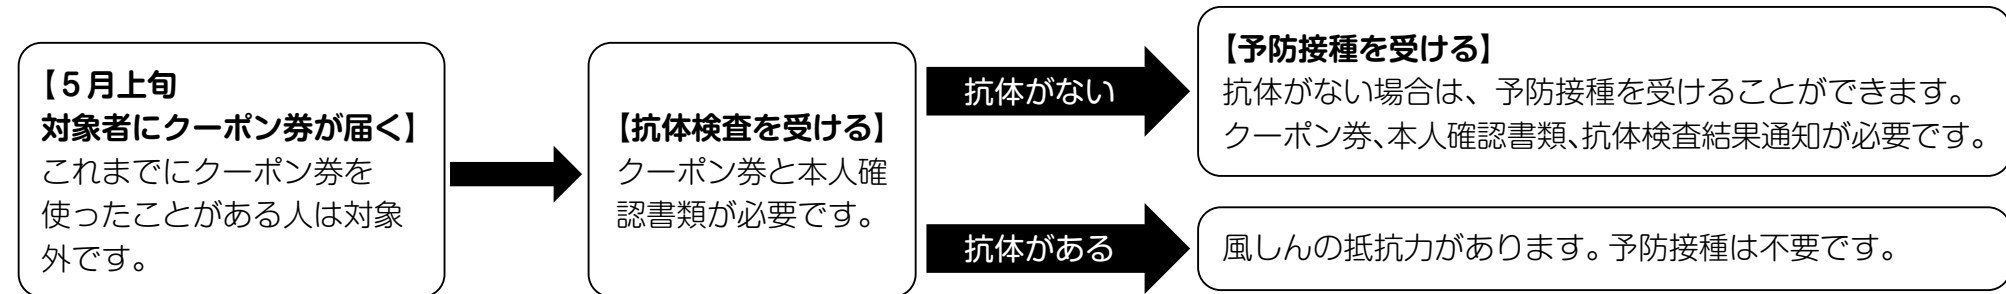 【5月上旬
対象者にクーポン券が届く】
これまでにクーポン券を
使ったことがある人は対象
外です。
【抗体検査を受ける】
クーポン券と本人確
認書類が必要です。
抗体がない
【予防接種を受ける】
抗体がない場合は、予防接種を受けることができます。
クーポン券、本人確認書類、抗体検査結果通知が必要です。
抗体がある
風しんの抵抗力があります。予防接種は不要です。